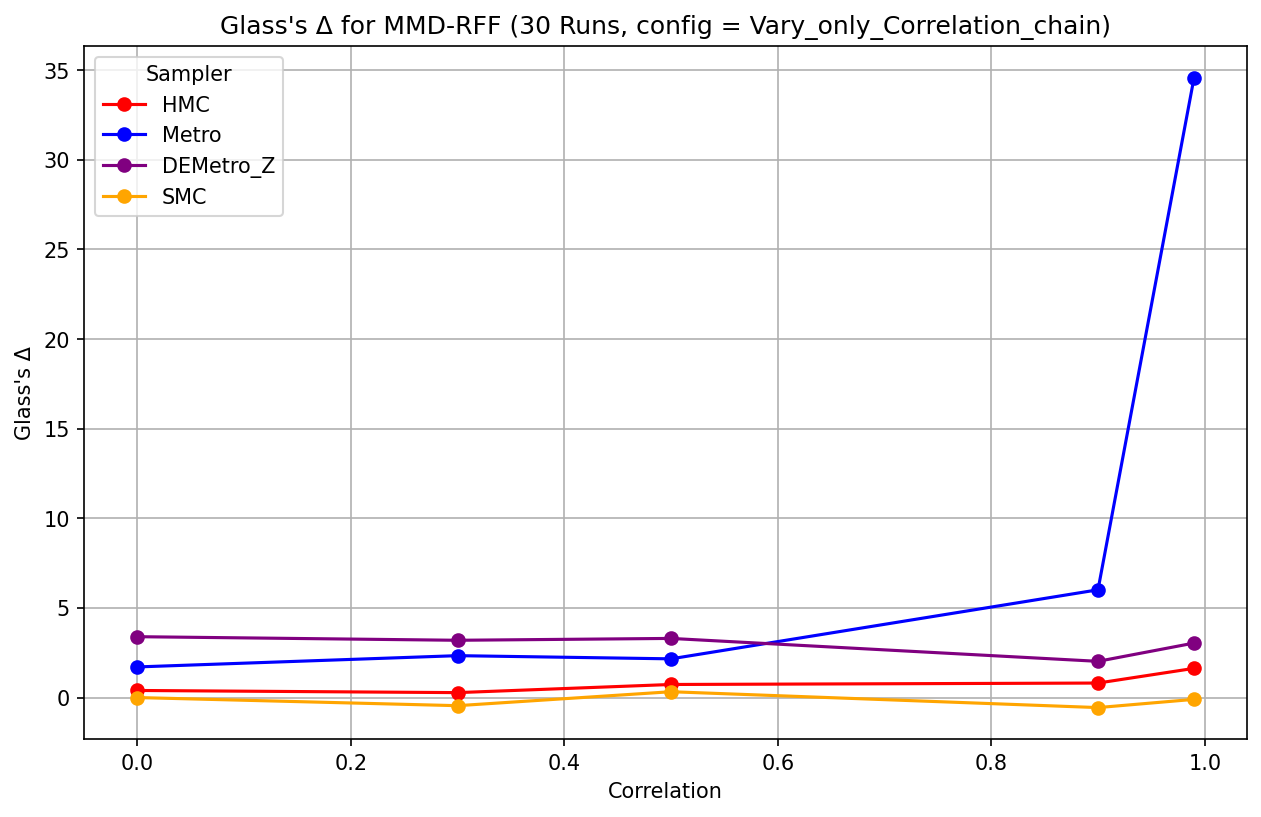 Glass's Δ for MMD-RFF (30 Runs, config = Vary_only_Correlation_chain)
Sampler
HMC
Metro
DEMetro_Z
SMC
35
30
25
20
15
10
5
0
Glass's Δ
0.0 0.2 0.4 0.6 0.8 1.0
Correlation